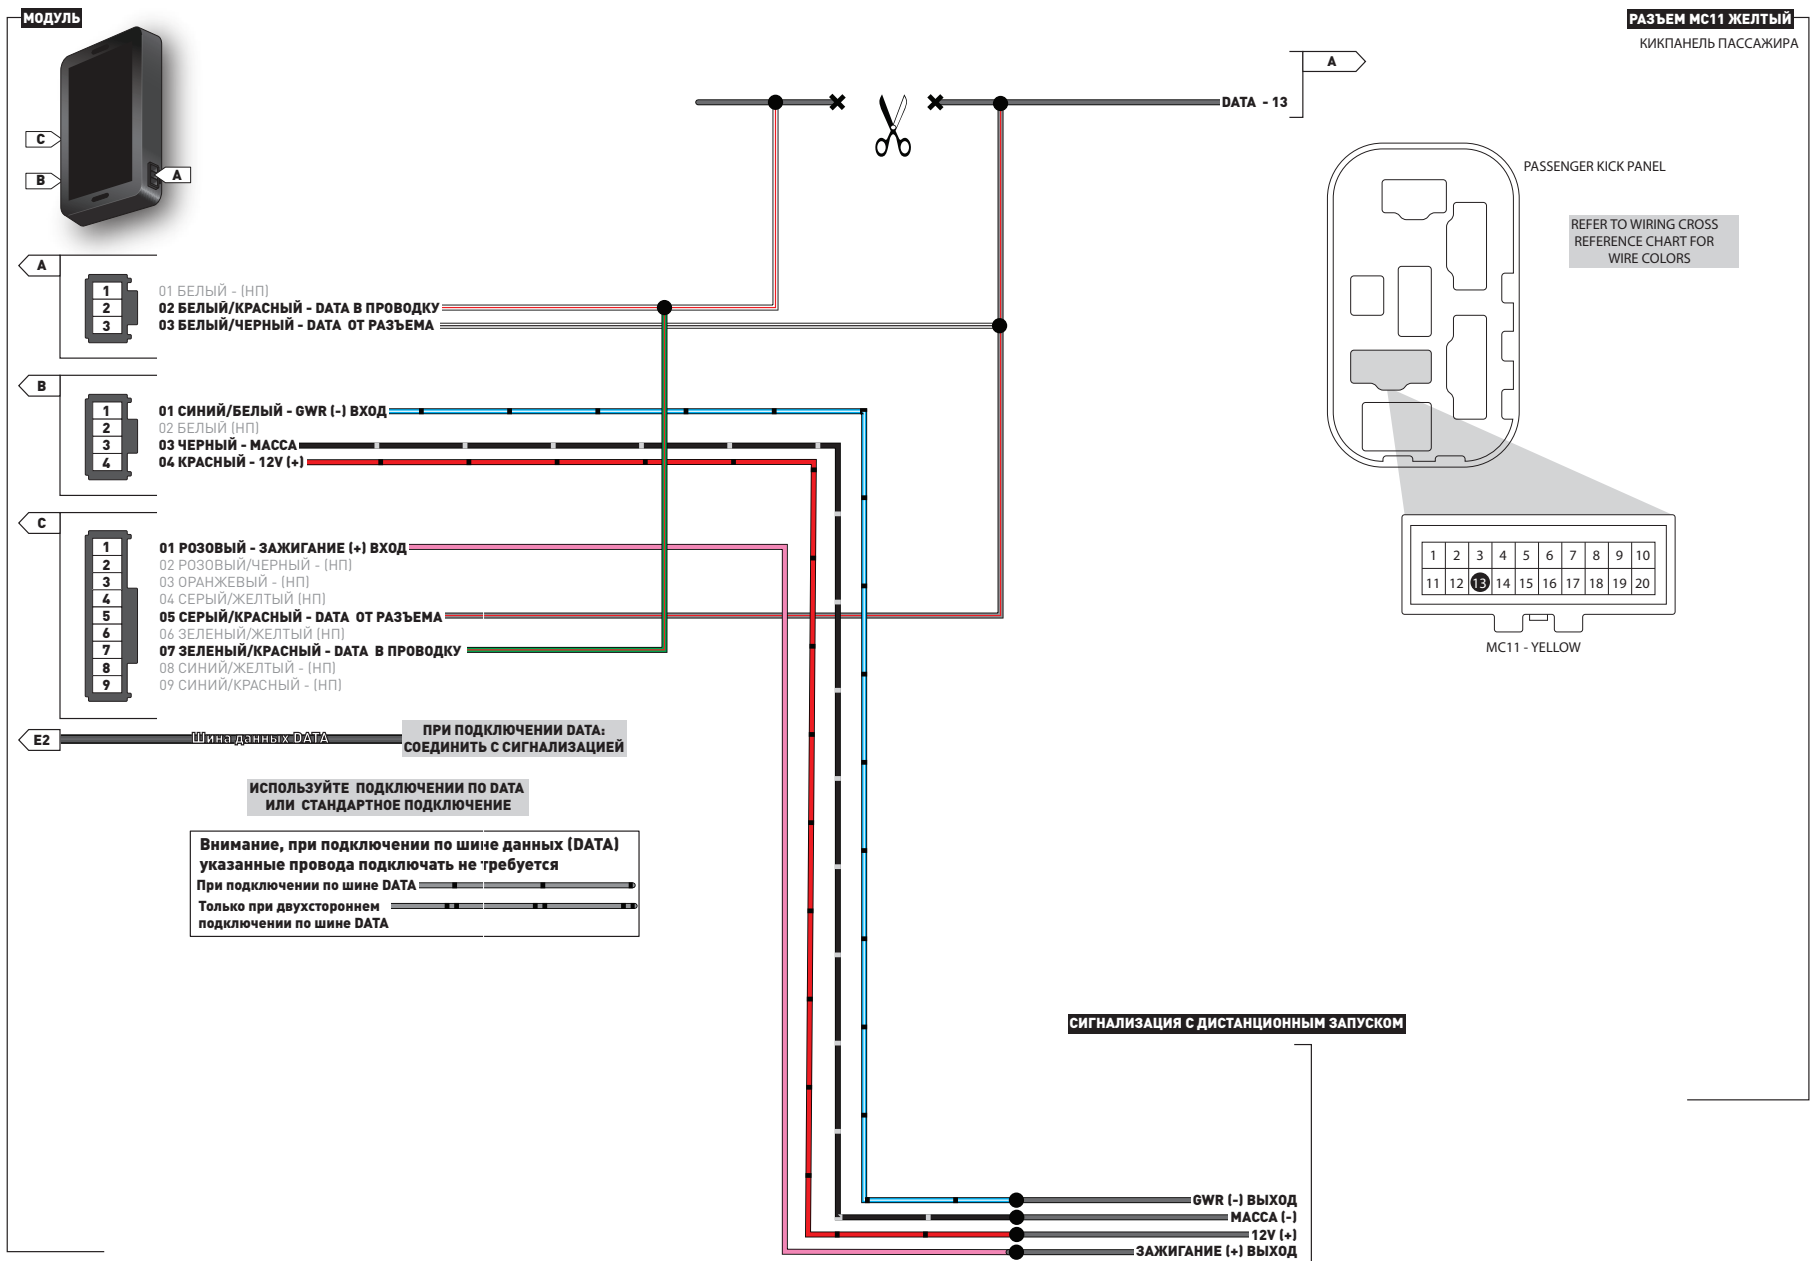 МОДУЛЬ
РАЗЪЕМ MC11 ЖЕЛТЫЙ
КИКПАНЕЛЬ ПАССАЖИРА
A
DATA - 13
C
B
A
PASSENGER KICK PANEL
REFER TO WIRING CROSS
REFERENCE CHART FOR
WIRE COLORS
A
1 01 БЕЛЫЙ - (НП)
2 02 БЕЛЫЙ/КРАСНЫЙ - DATA В ПРОВОДКУ
3 03 БЕЛЫЙ/ЧЕРНЫЙ - DATA ОТ РАЗЪЕМА
B
1 01 СИНИЙ/БЕЛЫЙ - GWR (-) ВХОД
2 02 БЕЛЫЙ (НП)
3 03 ЧЕРНЫЙ - МАССА
4 04 КРАСНЫЙ - 12V (+)
C
1 01 РОЗОВЫЙ - ЗАЖИГАНИЕ (+) ВХОД
2 02 РОЗОВЫЙ/ЧЕРНЫЙ - (НП)
3 03 ОРАНЖЕВЫЙ - (НП)
4 04 СЕРЫЙ/ЖЕЛТЫЙ (НП)
5 05 СЕРЫЙ/КРАСНЫЙ - DATA ОТ РАЗЪЕМА
6 06 ЗЕЛЕНЫЙ/ЖЕЛТЫЙ (НП)
7 07 ЗЕЛЕНЫЙ/КРАСНЫЙ - DATA В ПРОВОДКУ
8 08 СИНИЙ/ЖЕЛТЫЙ - (НП)
9 09 СИНИЙ/КРАСНЫЙ - (НП)
1 2 3 4 5 6 7 8 9 10
11 12 13 14 15 16 17 18 19 20
MC11 - YELLOW
E2
Шина данных DATA
ПРИ ПОДКЛЮЧЕНИИ DATA:
СОЕДИНИТЬ С СИГНАЛИЗАЦИЕЙ
ИСПОЛЬЗУЙТЕ ПОДКЛЮЧЕНИИ ПО DATA
ИЛИ СТАНДАРТНОЕ ПОДКЛЮЧЕНИЕ
Внимание, при подключении по шине данных (DATA)
указанные провода подключать не требуется
При подключении по шине DATA
Только при двухстороннем
подключении по шине DATA
СИГНАЛИЗАЦИЯ С ДИСТАНЦИОННЫМ ЗАПУСКОМ
GWR (-) ВЫХОД
МАССА (-)
12V (+)
ЗАЖИГАНИЕ (+) ВЫХОД